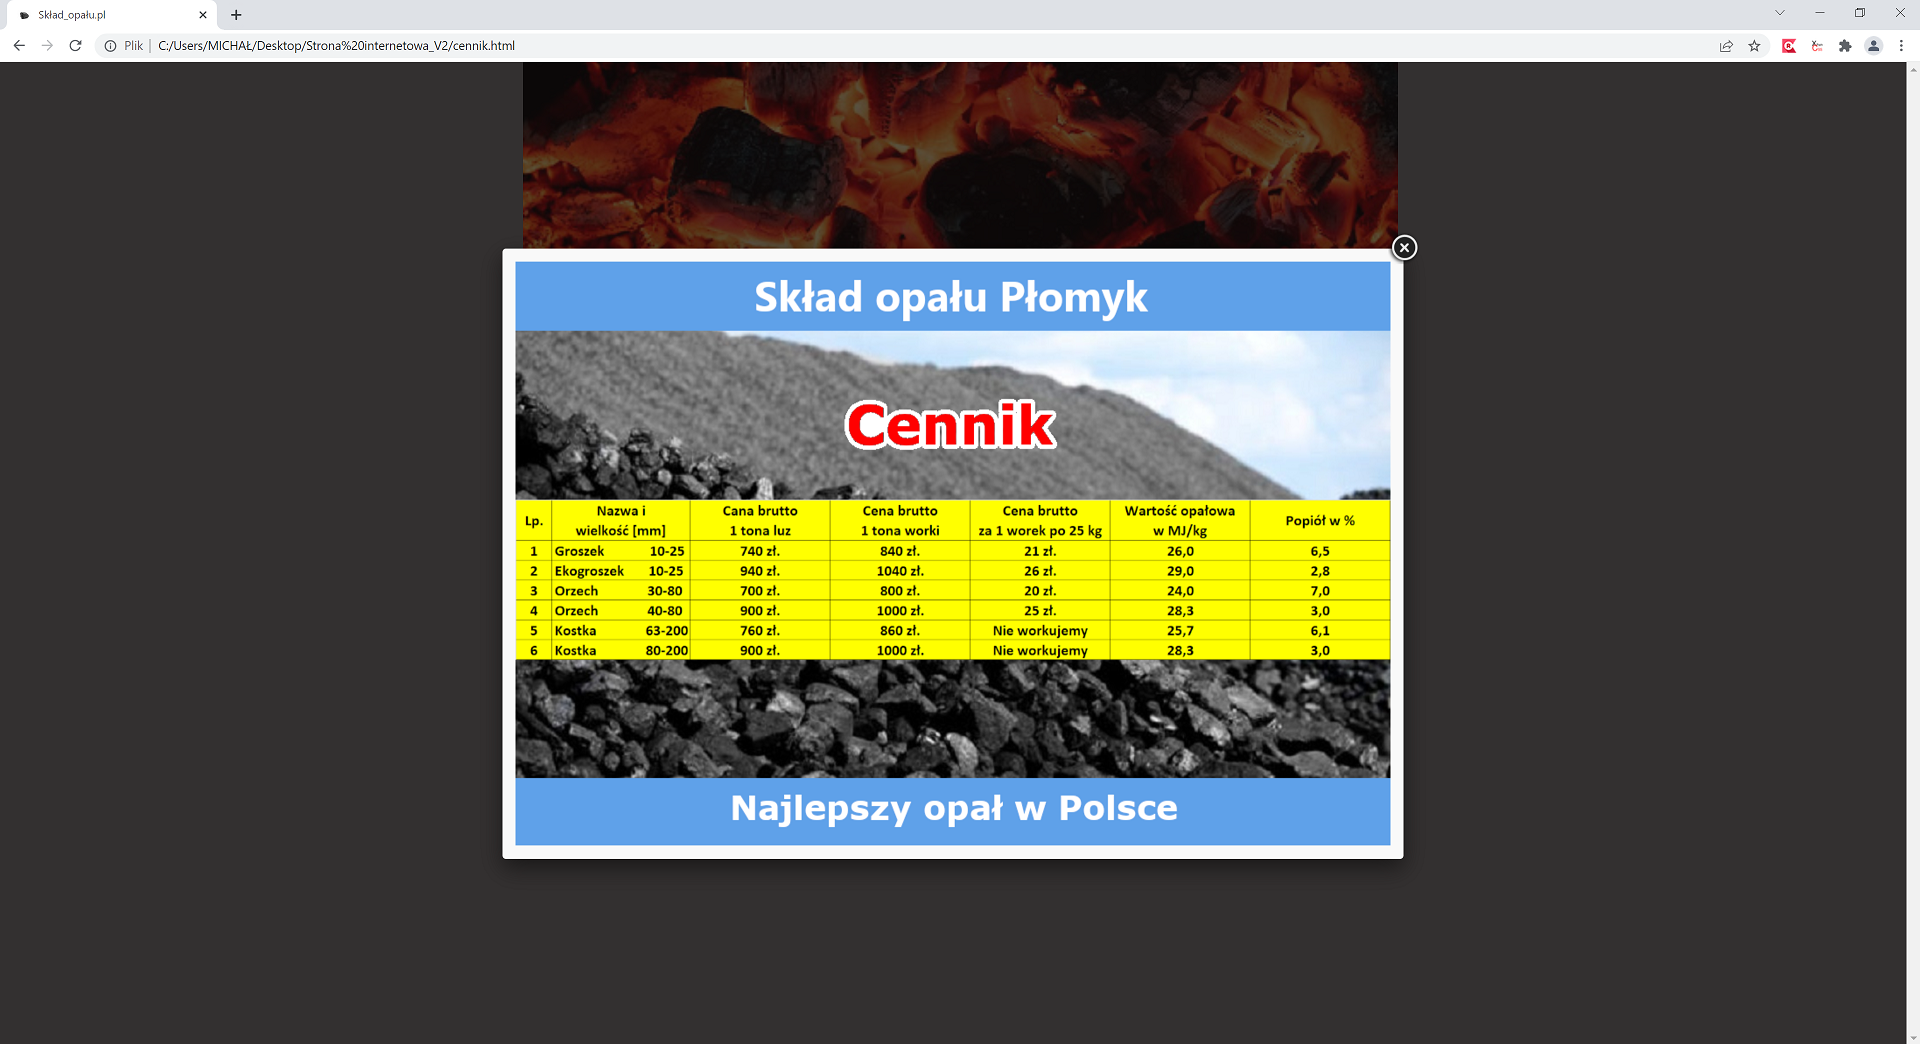 Skład_opału.pl
Plik C:/Users/MICHAŁ/Desktop/Strona%20internetowa_V2/cennik.html
Skład opału Płomyk
Cennik
Lp. Nazwa i wielkość [mm] Cana brutto 1 tona luz Cena brutto 1 tona worki Cena brutto za 1 worek po 25 kg Wartość opałowa w MJ/kg Popiół w %
1 Groszek 10-25 740 zł. 840 zł. 21 zł. 26,0 6,5
2 Ekogroszek 10-25 940 zł. 1040 zł. 26 zł. 29,0 2,8
3 Orzech 30-80 700 zł. 800 zł. 20 zł. 24,0 7,0
4 Orzech 40-80 900 zł. 1000 zł. 25 zł. 28,3 3,0
5 Kostka 63-200 760 zł. 860 zł. Nie workujemy 25,7 6,1
6 Kostka 80-200 900 zł. 1000 zł. Nie workujemy 28,3 3,0
Najlepszy opał w Polsce